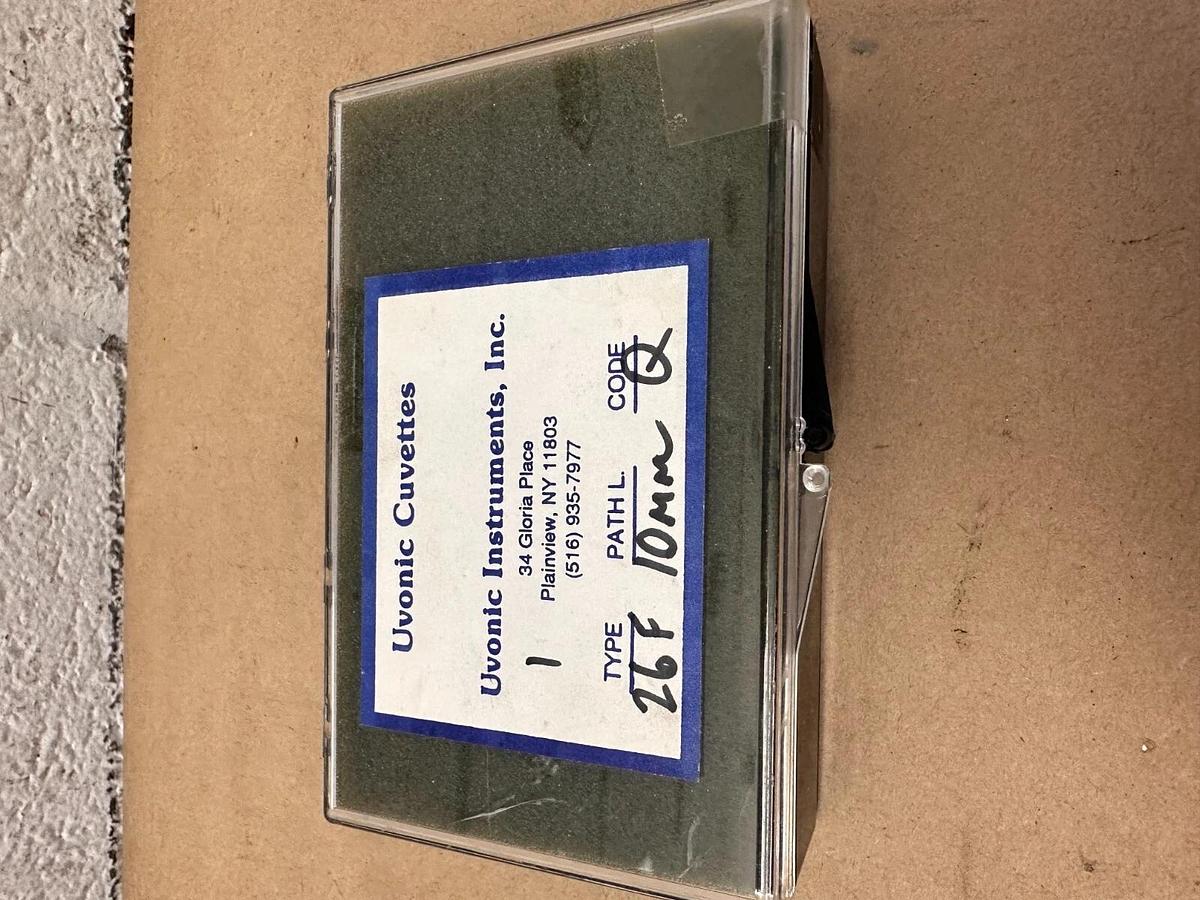 Uvonic Cuvettes
Uvonic Instruments, Inc.
34 Gloria Place
1 Plainview, NY 11803
(516) 935-7977
TYPE PATH L. CODE
26F 10mm Q